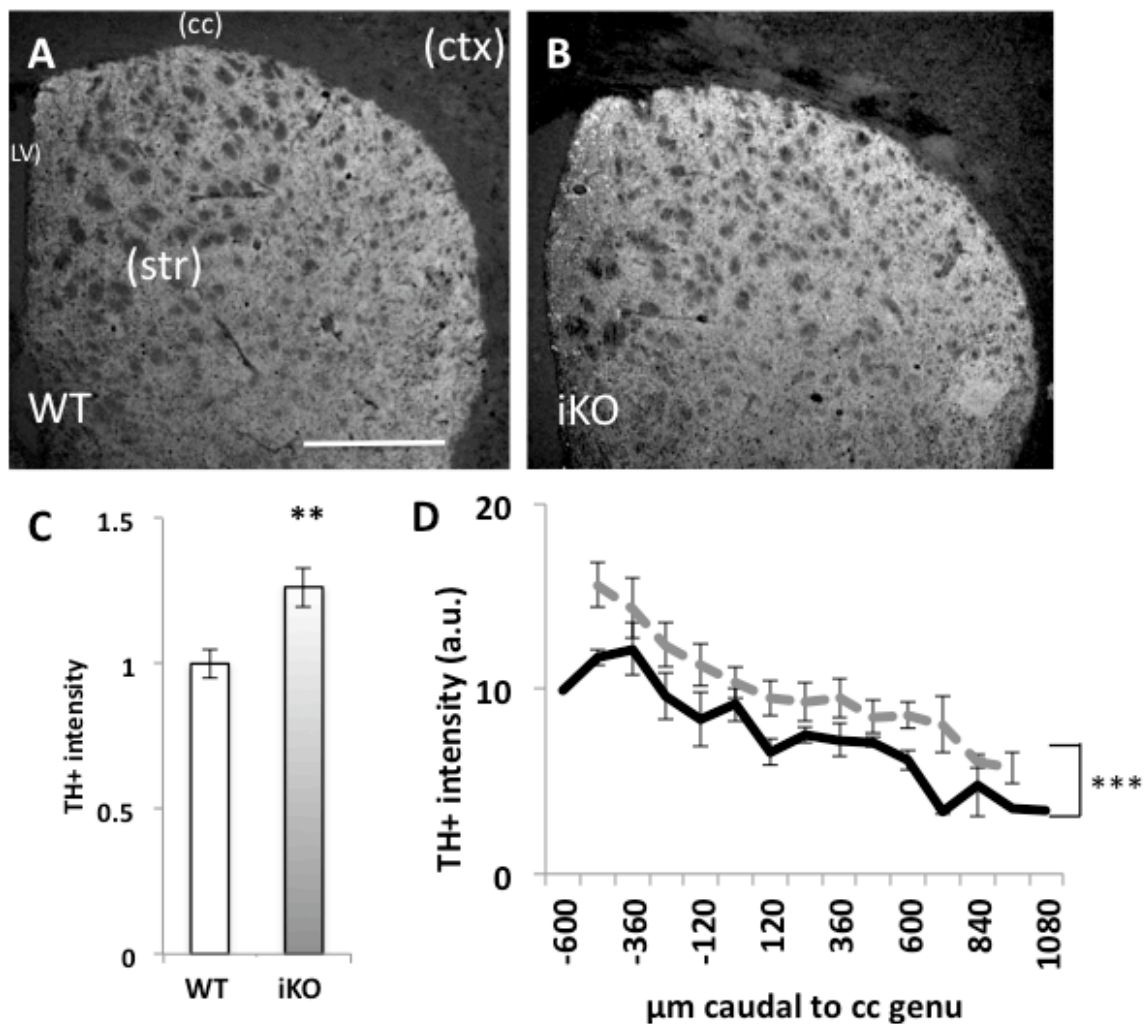 A
(cc)
(ctx)
LV)
(str)
WT
B
iKO
C
TH+ intensity
1.5
**
1
0.5
0
WT
iKO
D
TH+ intensity (a.u.)
20
10
0
***
-600
-360
-120
120
360
600
840
1080
µm caudal to cc genu